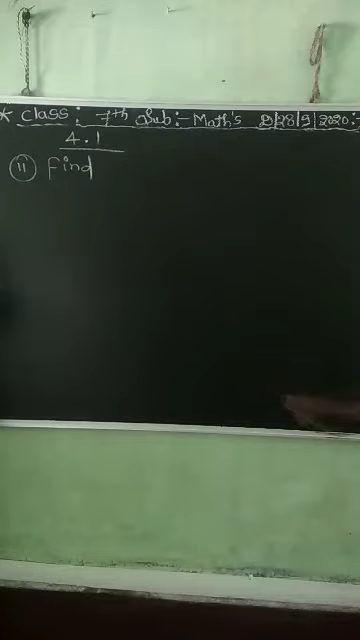 * Class: 7th Sub:- Math's D/28/9/2020:-
4.1
(ii) Find